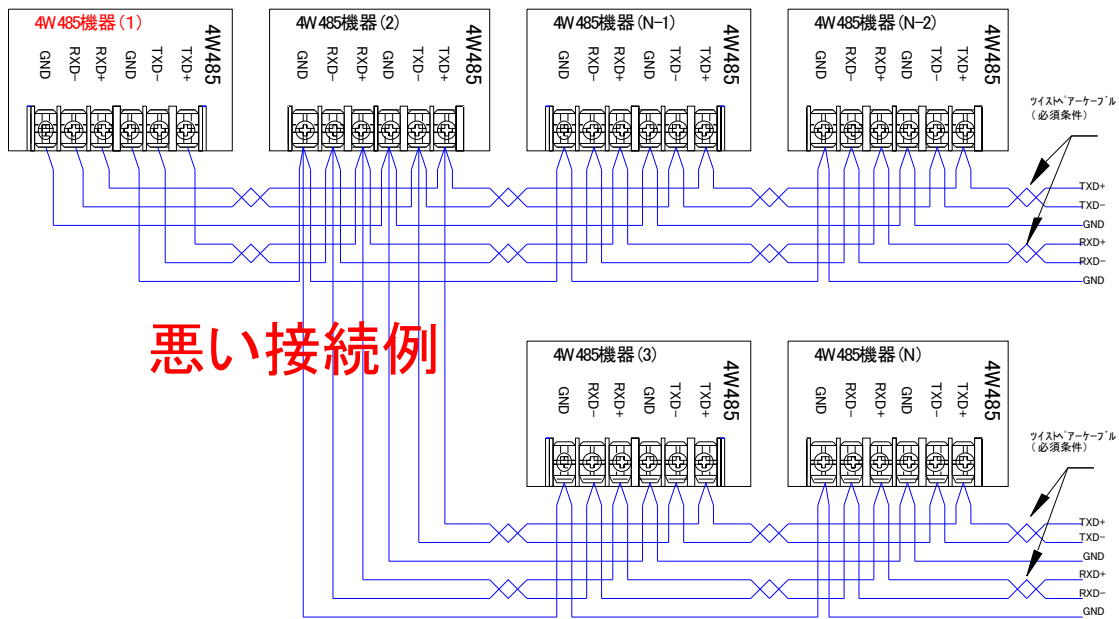 4W485機器(1)
4W485
GND
RXD-
RXD+
GND
TXD-
TXD+
4W485機器(2)
4W485
GND
RXD-
RXD+
GND
TXD-
TXD+
4W485機器(N-1)
4W485
GND
RXD-
RXD+
GND
TXD-
TXD+
4W485機器(N-2)
4W485
GND
RXD-
RXD+
GND
TXD-
TXD+
ツイストペアーケーブル
(必須条件)
TXD+
TXD-
GND
RXD+
RXD-
GND
悪い接続例
4W485機器(3)
4W485
GND
RXD-
RXD+
GND
TXD-
TXD+
4W485機器(N)
4W485
GND
RXD-
RXD+
GND
TXD-
TXD+
ツイストペアーケーブル
(必須条件)
TXD+
TXD-
GND
RXD+
RXD-
GND